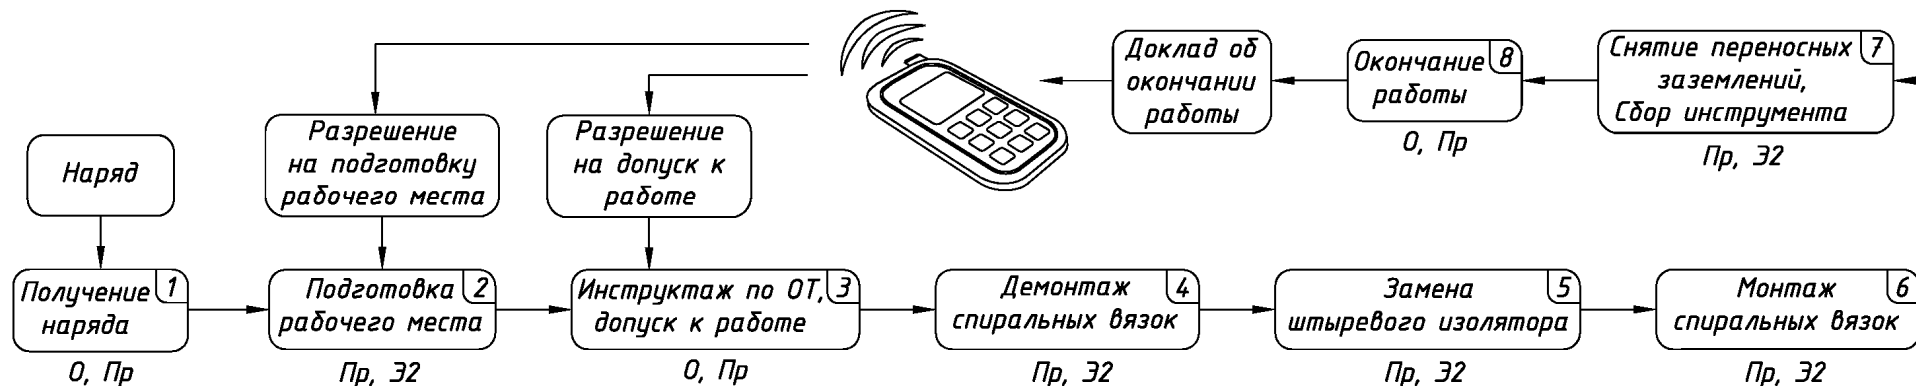 Наряд
Разрешение
на подготовку
рабочего места
Разрешение
на допуск к
работе
Доклад об
окончании
работы
Окончание
работы
8
О, Пр
Снятие переносных
заземлений,
Сбор инструмента
7
Пр, Э2
Получение
наряда
1
О, Пр
Подготовка
рабочего места
2
Пр, Э2
Инструктаж по ОТ,
допуск к работе
3
О, Пр
Демонтаж
спиральных вязок
4
Пр, Э2
Замена
штыревого изолятора
5
Пр, Э2
Монтаж
спиральных вязок
6
Пр, Э2